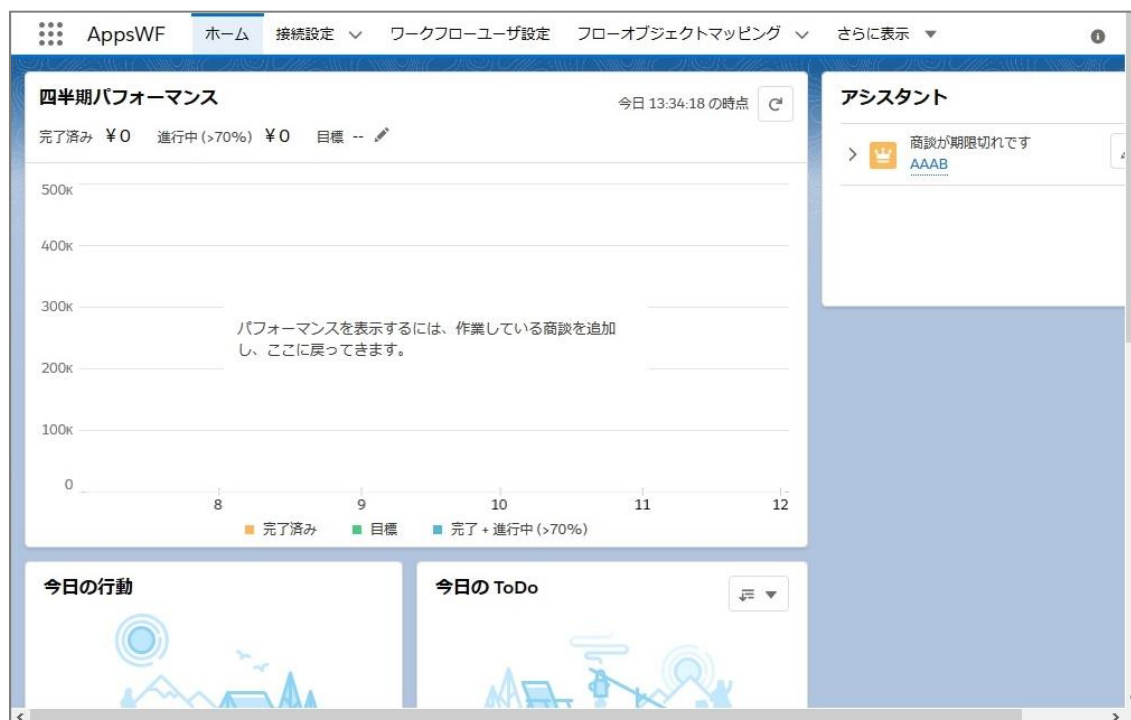 AppsWF ホーム 接続設定 ワークフローユーザ設定 フローオブジェクトマッピング さらに表示
四半期パフォーマンス
今日 13:34:18 の時点
完了済み ¥0 進行中 (>70%) ¥0 目標 --
500K
400K
300K
200K
100K
0
パフォーマンスを表示するには、作業している商談を追加
し、ここに戻ってきます。
8 9 10 11 12
完了済み 目標 完了 + 進行中 (>70%)
アシスタント
商談が期限切れです
AAAB
今日の行動
今日の ToDo